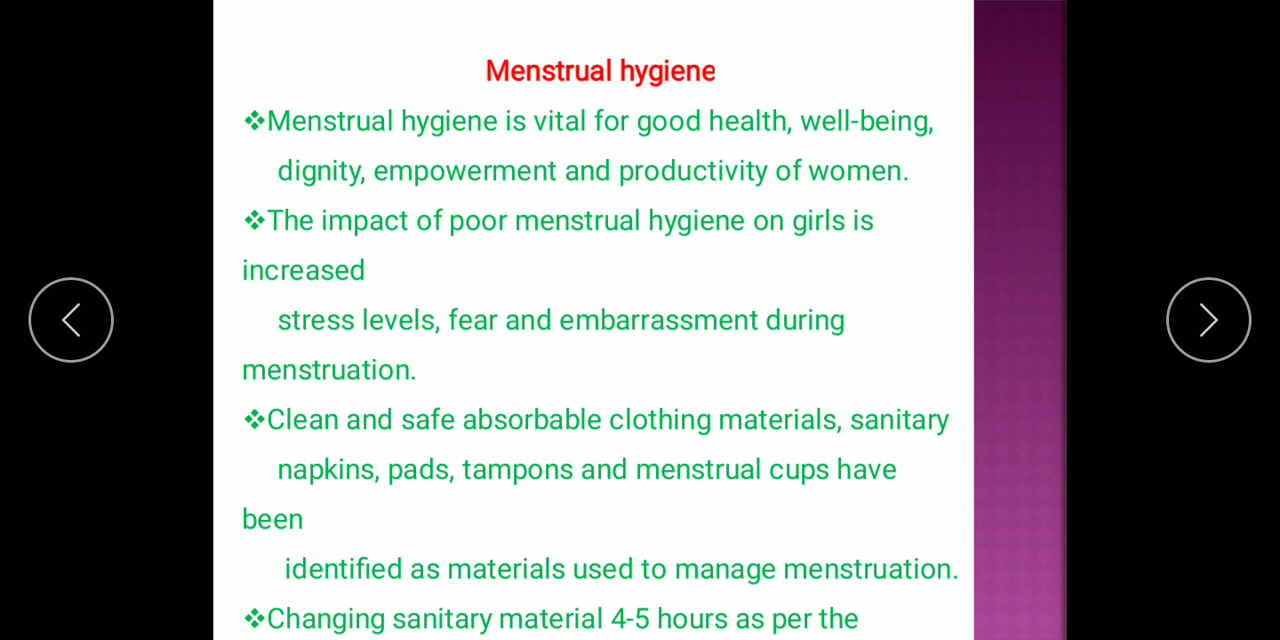 Menstrual hygiene
❖Menstrual hygiene is vital for good health, well-being,
dignity, empowerment and productivity of women.
❖The impact of poor menstrual hygiene on girls is
increased
stress levels, fear and embarrassment during
menstruation.
❖Clean and safe absorbable clothing materials, sanitary
napkins, pads, tampons and menstrual cups have
been
identified as materials used to manage menstruation.
❖Changing sanitary material 4-5 hours as per the